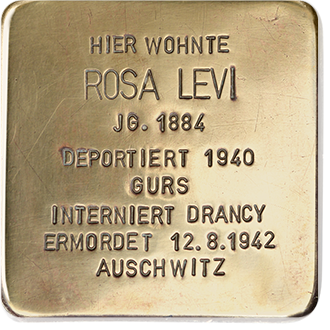 HIER WOHNTE
ROSA LEVI
JG. 1884
DEPORTIERT 1940
GURS
INTERNIERT DRANCY
ERMORDET 12.8.1942
AUSCHWITZ